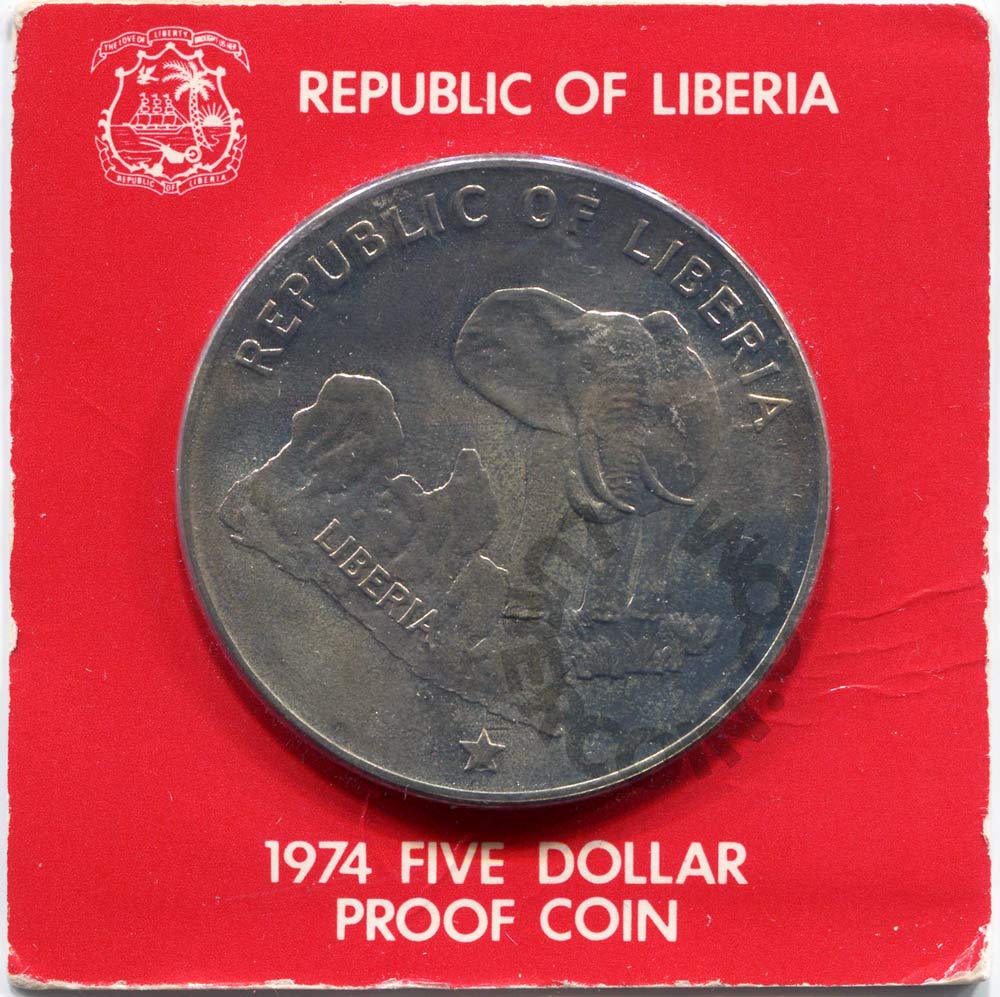 THE LOVE OF LIBERTY BROUGHT US HER
REPUBLIC OF LIBERIA
REPUBLIC OF LIBERIA
REPUBLIC OF LIBERIA
LIBERIA
1974 FIVE DOLLAR
PROOF COIN